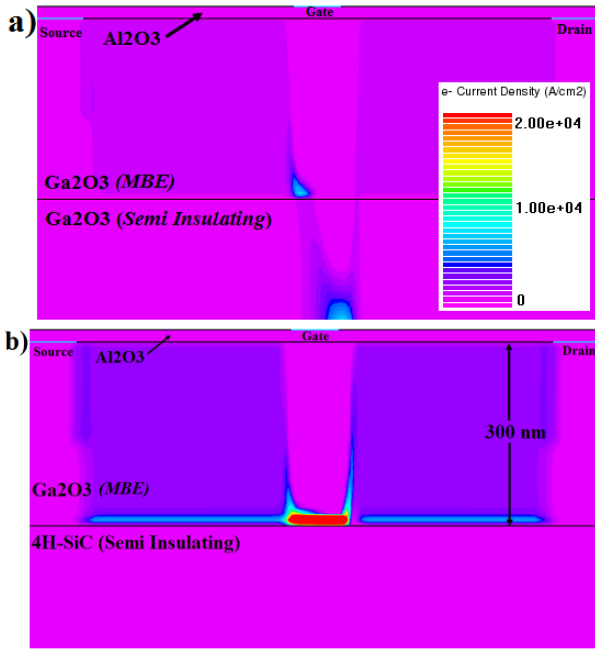 a)
Gate
Source
Drain
Al2O3
e- Current Density (A/cm2)
2.00e+04
1.00e+04
0
Ga2O3 (MBE)
Ga2O3 (Semi Insulating)
b)
Gate
Source
Drain
Al2O3
300 nm
Ga2O3 (MBE)
4H-SiC (Semi Insulating)